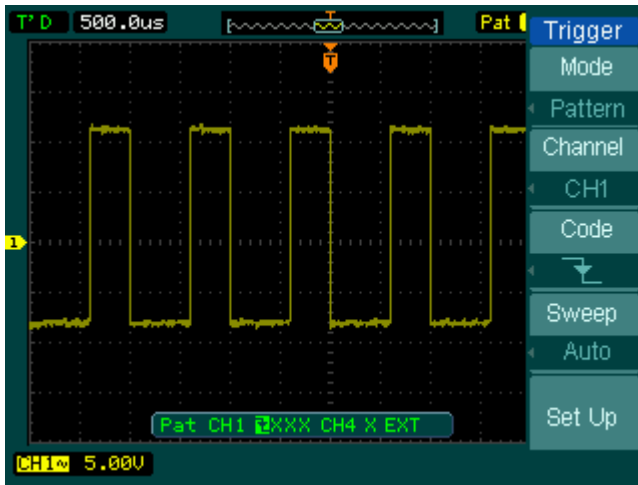 T'D 500.0us Pat
T
Trigger
Mode
Pattern
Channel
CH1
Code
Sweep
Auto
Set Up
1
Pat CH1 XXX CH4 X EXT
CH1 5.00V